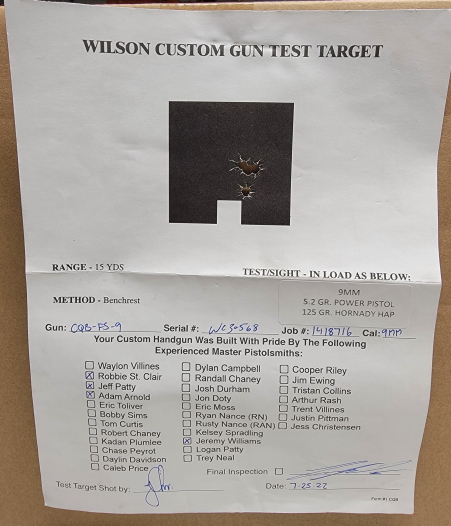 WILSON CUSTOM GUN TEST TARGET
RANGE - 15 YDS
TEST/SIGHT - IN LOAD AS BELOW:
METHOD - Benchrest
9MM
5.2 GR. POWER PISTOL
125 GR. HORNADY HAP
Gun: CQB-FS-9 Serial #: WC30568 Job #: 1418716 Cal: 9mm
Your Custom Handgun Was Built With Pride By The Following
Experienced Master Pistolsmiths:
Waylon Villines
Robbie St. Clair
Jeff Patty
Adam Arnold
Eric Toliver
Bobby Sims
Tom Curtis
Robert Chaney
Kadan Plumlee
Chase Peyrot
Daylin Davidson
Caleb Price
Dylan Campbell
Randall Chaney
Josh Durham
Jon Doty
Eric Moss
Ryan Nance (RN)
Rusty Nance (RAN)
Kelsey Spradling
Jeremy Williams
Logan Patty
Trey Neal
Cooper Riley
Jim Ewing
Tristan Collins
Arthur Rash
Trent Villines
Justin Pittman
Jess Christensen
Final Inspection
Test Target Shot by:
Date: 7-25-22
Form #1 CQB